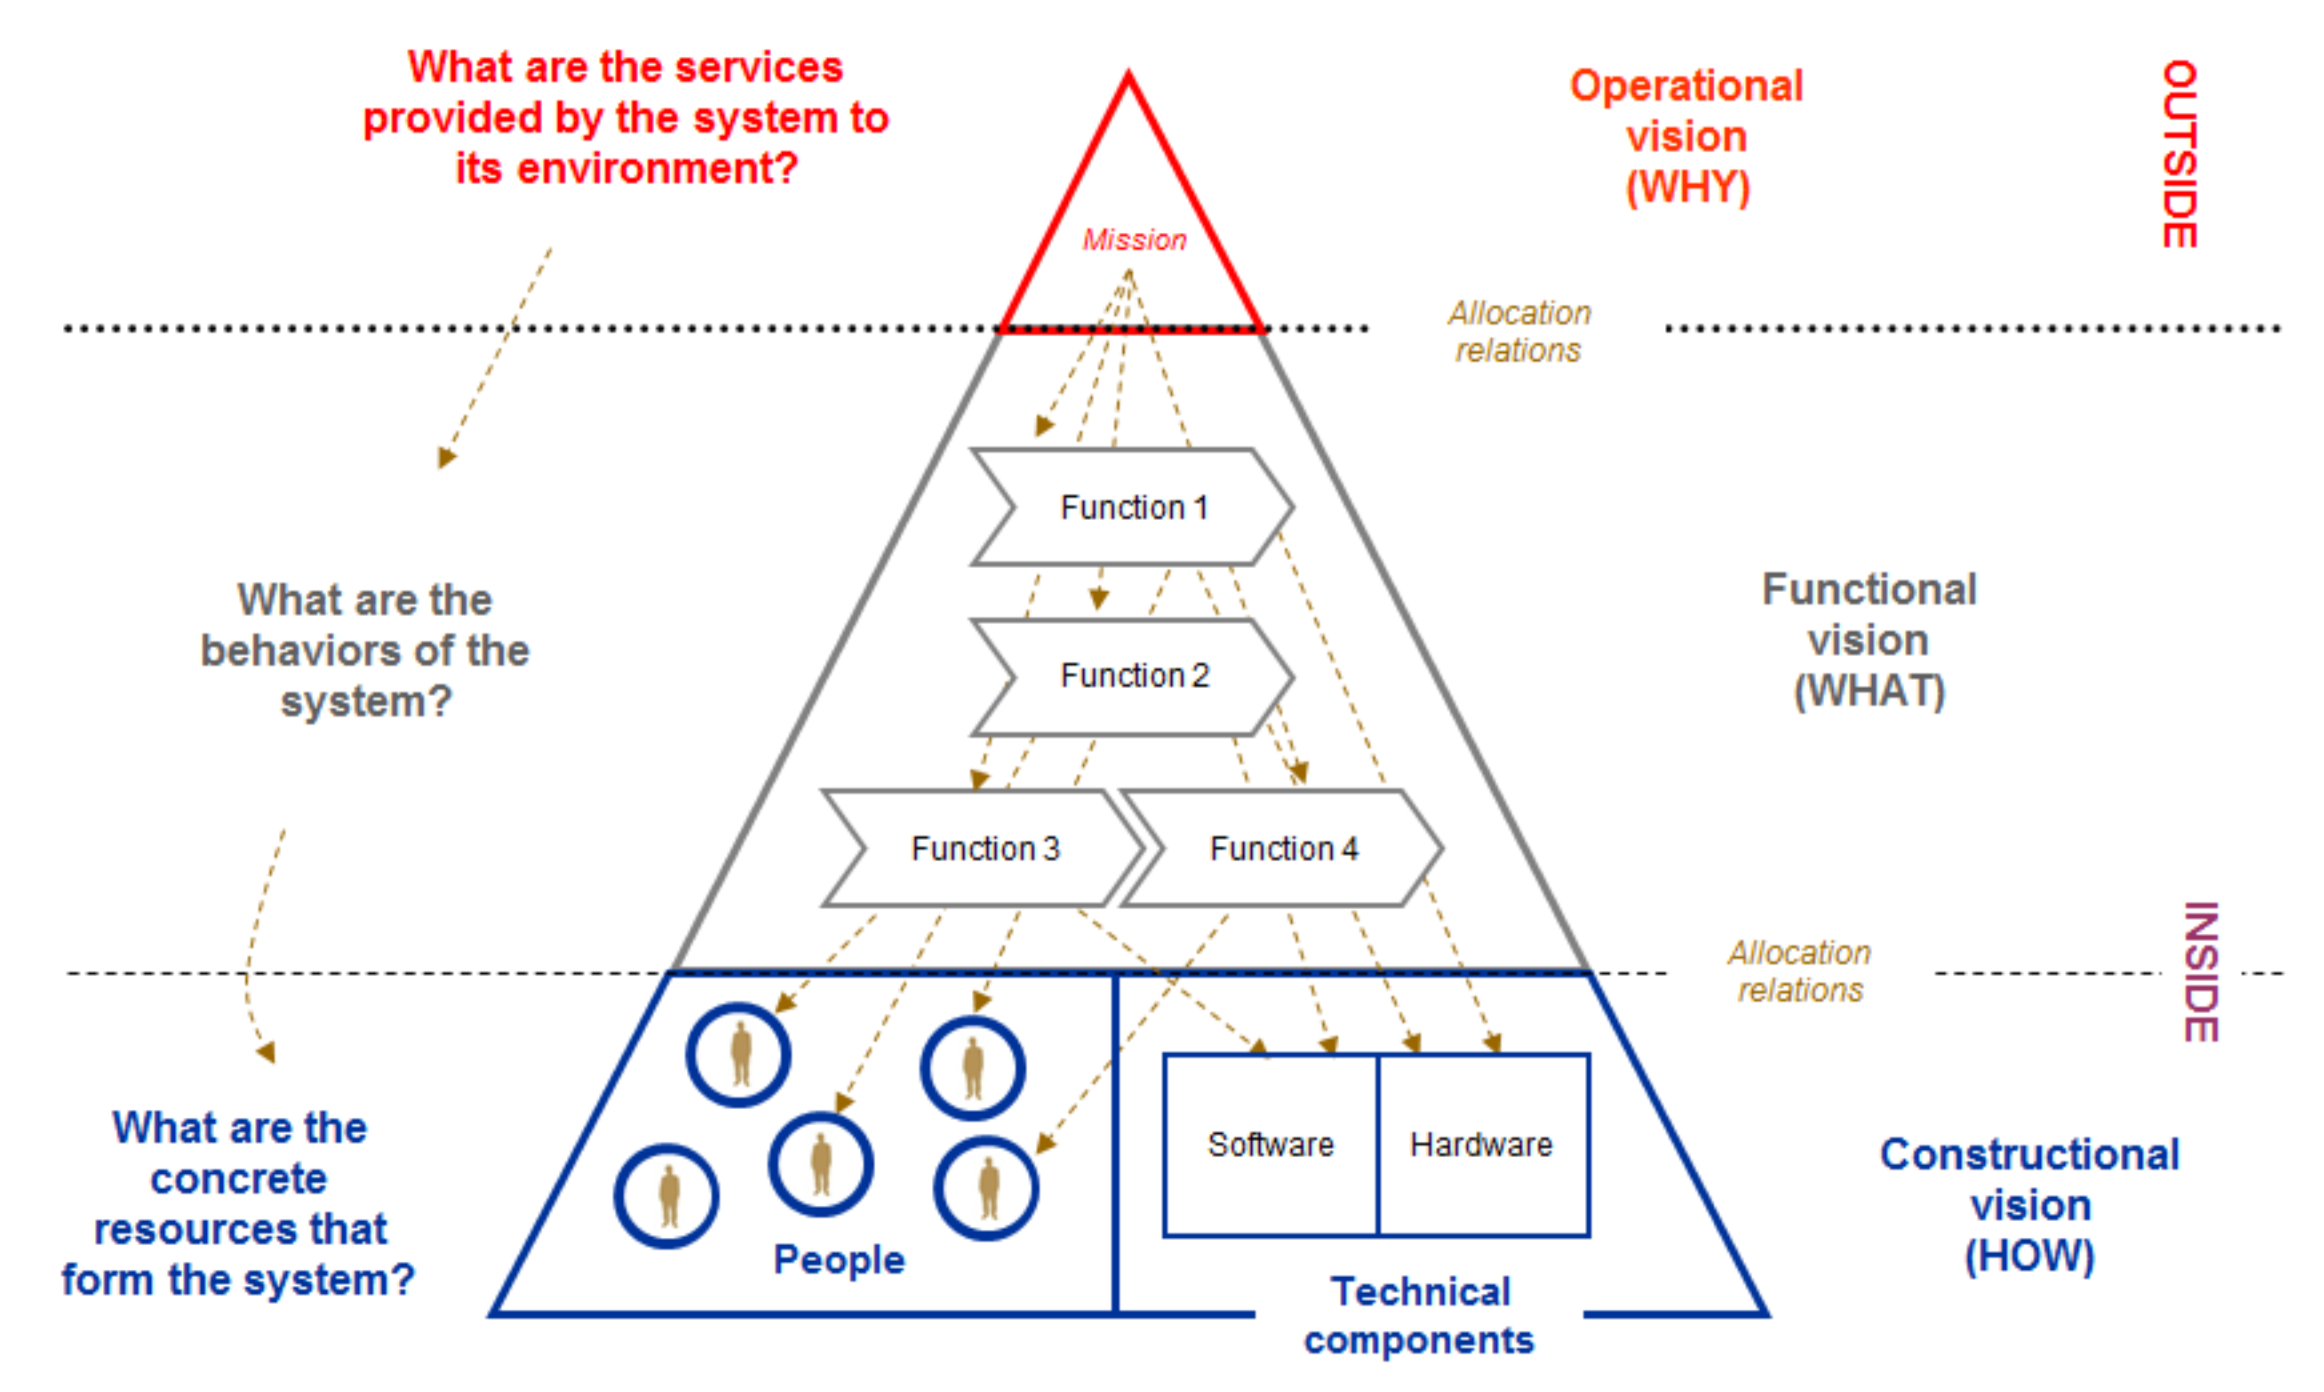 What are the services
provided by the system to
its environment?
Operational
vision
(WHY)
OUTSIDE
Mission
Allocation
relations
Function 1
What are the
behaviors of the
system?
Functional
vision
(WHAT)
Function 2
Function 3
Function 4
Allocation
relations
INSIDE
What are the
concrete
resources that
form the system?
People
Software
Hardware
Technical
components
Constructional
vision
(HOW)